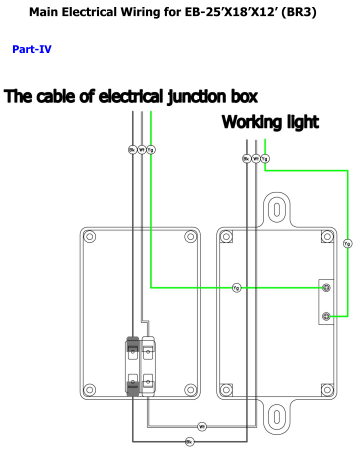 Main Electrical Wiring for EB-25'X18'X12' (BR3)
Part-IV
The cable of electrical junction box
Working light
Bk Wt Yg
Bk Wt Yg
Yg
Yg
Wt
Bk